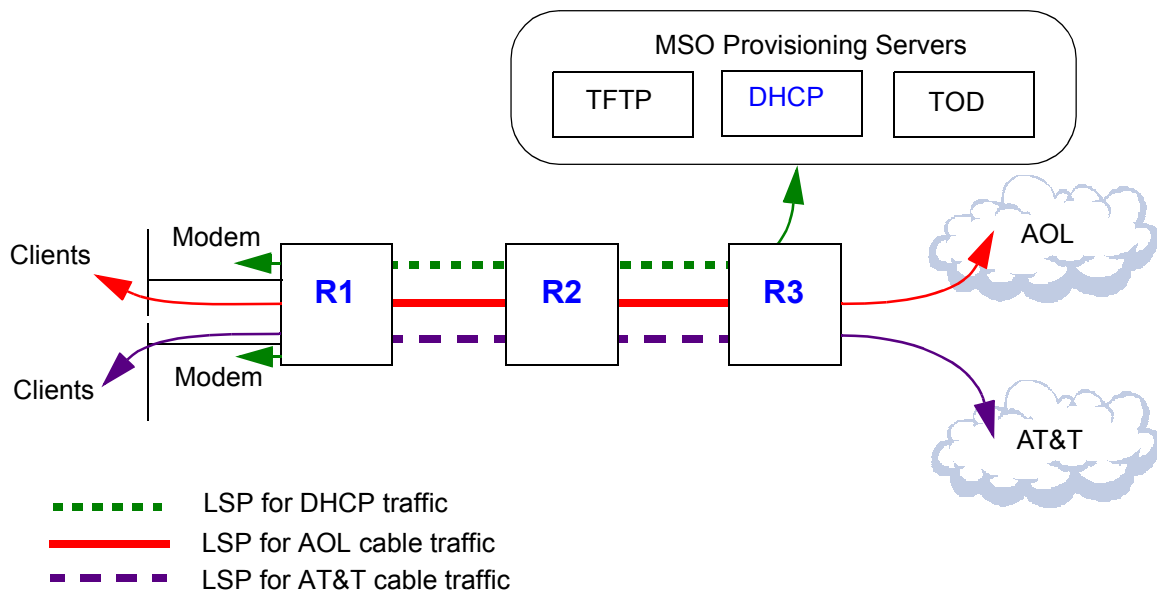 MSO Provisioning Servers
TFTP
DHCP
TOD
Clients
Modem
R1
R2
R3
AOL
Clients
Modem
AT&T
LSP for DHCP traffic
LSP for AOL cable traffic
LSP for AT&T cable traffic